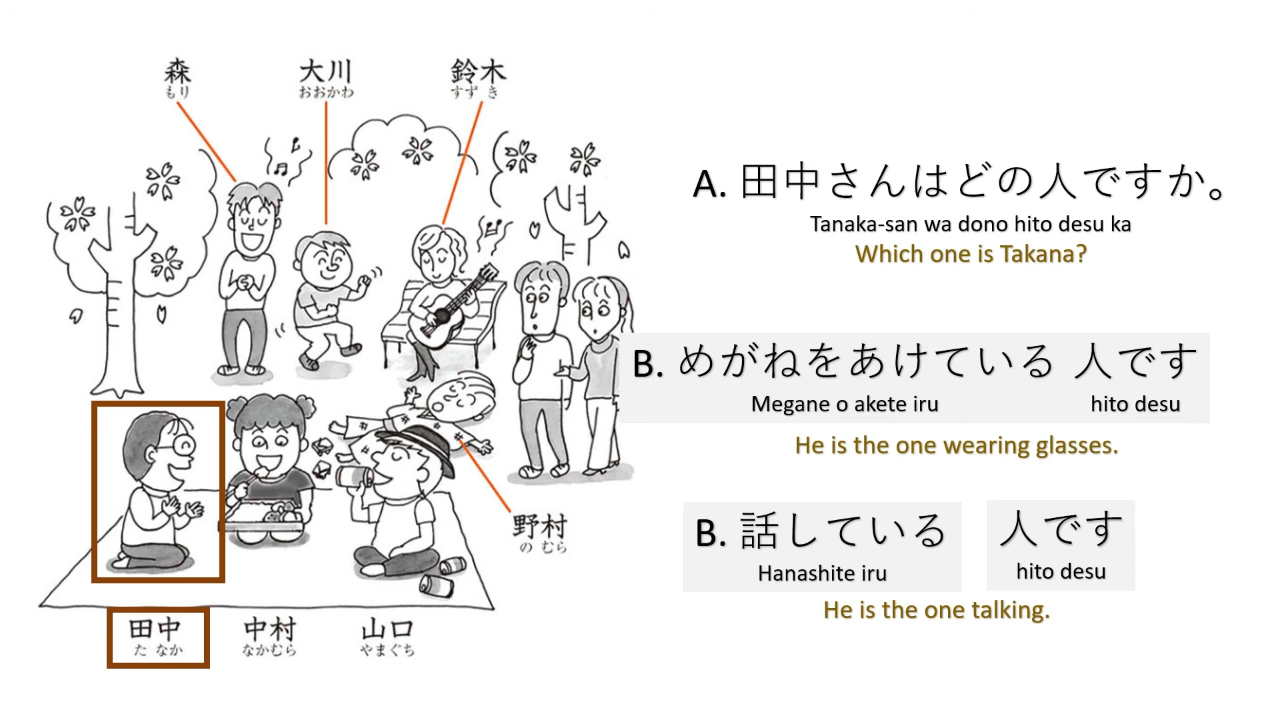 森
もり
大川
おおかわ
鈴木
すず き
野村
の むら
田中
た なか
中村
なかむら
山口
やまぐち
A. 田中さんはどの人ですか。
Tanaka-san wa dono hito desu ka
Which one is Takana?
B. めがねをあけている 人です
Megane o akete iru hito desu
He is the one wearing glasses.
B. 話している 人です
Hanashite iru hito desu
He is the one talking.